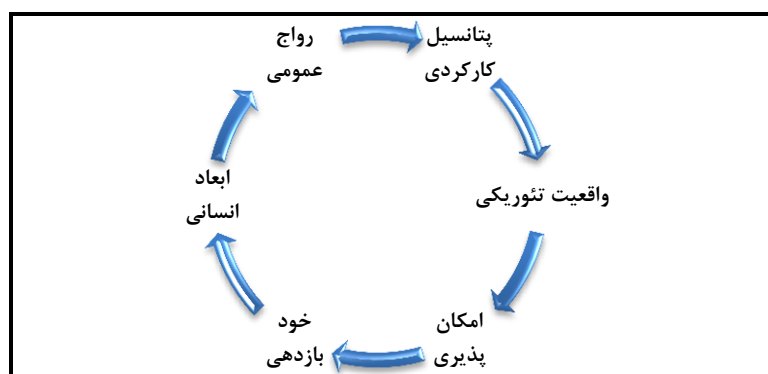 رواج
عمومی
پتانسیل
کارکردی
واقعیت تئوریکی
امکان
پذیری
خود
بازدهی
ابعاد
انسانی